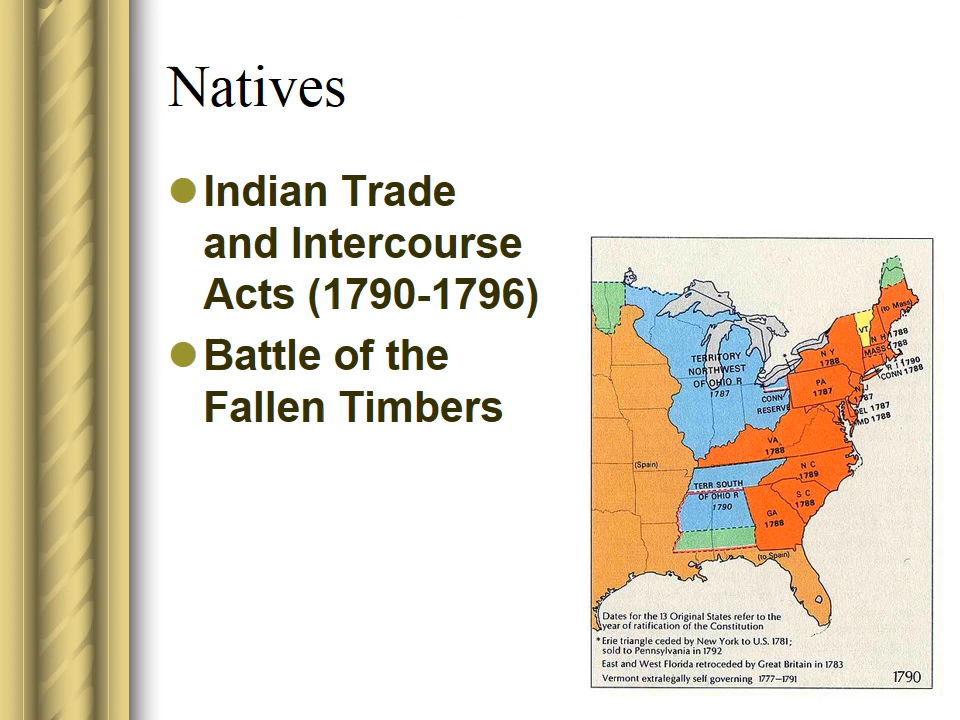 Natives
Indian Trade
and Intercourse
Acts (1790-1796)
Battle of the
Fallen Timbers
(to Mass)
VT
N H 1788
N Y
1788
MASS 1788
R I 1790
CONN 1788
TERRITORY
NORTHWEST
OF OHIO R
1787
PA
1787
N J
1787
CONN
RESERVE
DEL 1787
MD 1788
VA
1788
(Spain)
N C
1789
TERR SOUTH
OF OHIO R
1790
S C
1788
GA
1788
(to Spain)
Dates for the 13 Original States refer to the
year of ratification of the Constitution
*Erie triangle ceded by New York to U.S. 1781;
sold to Pennsylvania in 1792
East and West Florida retroceded by Great Britain in 1783
Vermont extralegally self governing 1777–1791
1790